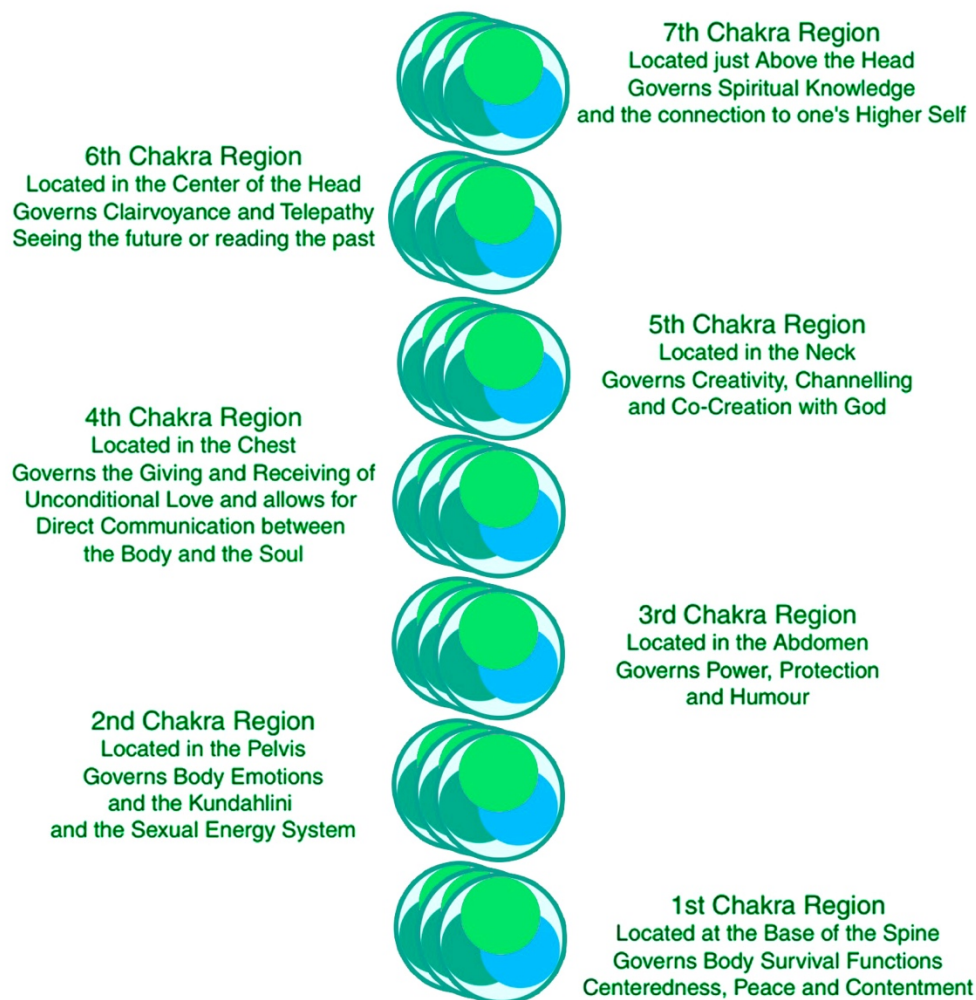 7th Chakra Region
Located just Above the Head
Governs Spiritual Knowledge
and the connection to one's Higher Self
6th Chakra Region
Located in the Center of the Head
Governs Clairvoyance and Telepathy
Seeing the future or reading the past
5th Chakra Region
Located in the Neck
Governs Creativity, Channelling
and Co-Creation with God
4th Chakra Region
Located in the Chest
Governs the Giving and Receiving of
Unconditional Love and allows for
Direct Communication between
the Body and the Soul
3rd Chakra Region
Located in the Abdomen
Governs Power, Protection
and Humour
2nd Chakra Region
Located in the Pelvis
Governs Body Emotions
and the Kundahlini
and the Sexual Energy System
1st Chakra Region
Located at the Base of the Spine
Governs Body Survival Functions
Centeredness, Peace and Contentment